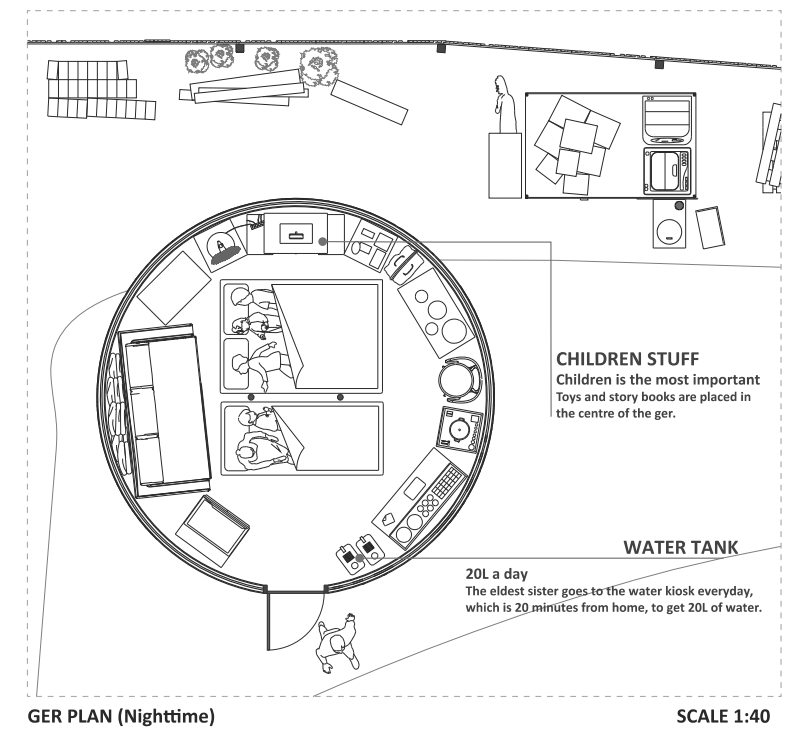 CHILDREN STUFF
Children is the most important
Toys and story books are placed in
the centre of the ger.
WATER TANK
20L a day
The eldest sister goes to the water kiosk everyday,
which is 20 minutes from home, to get 20L of water.
GER PLAN (Nighttime)
SCALE 1:40